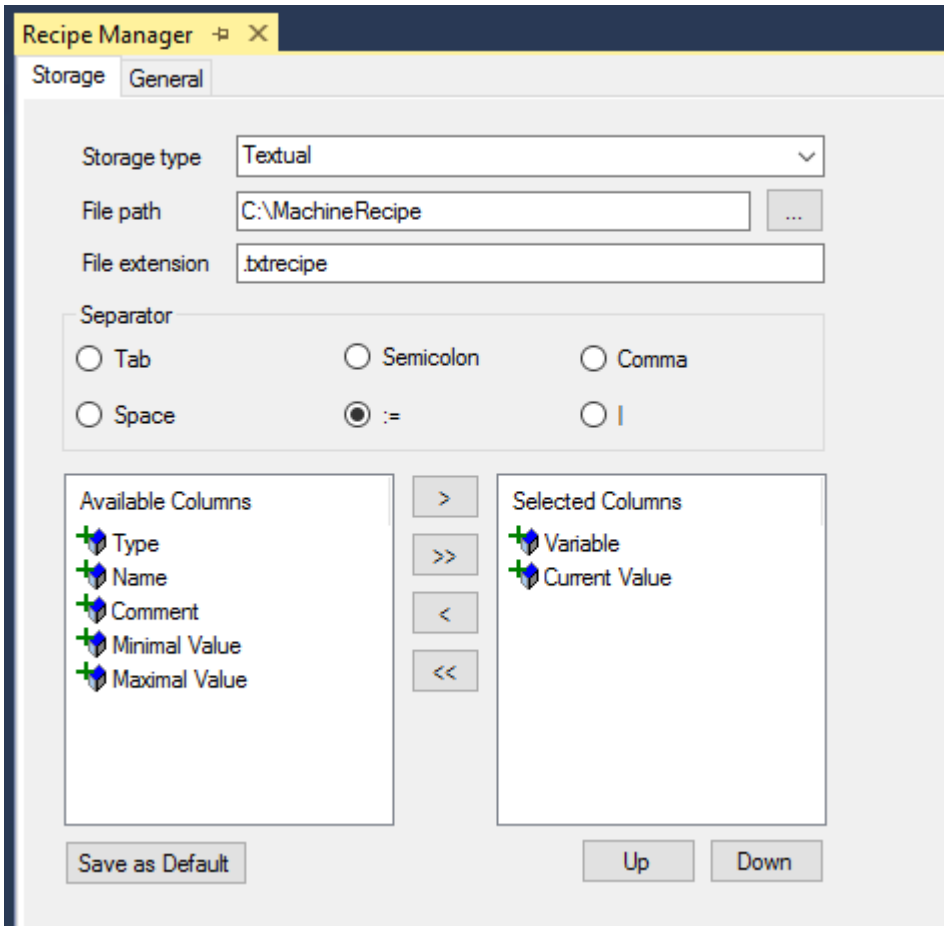 Recipe Manager
Storage General
Storage type Textual
File path C:\MachineRecipe ...
File extension .txtrecipe
Separator
Tab Semicolon Comma
Space := |
Available Columns > Selected Columns
Type Variable
Name >> Current Value
Comment <
Minimal Value
Maximal Value <<
Save as Default Up Down